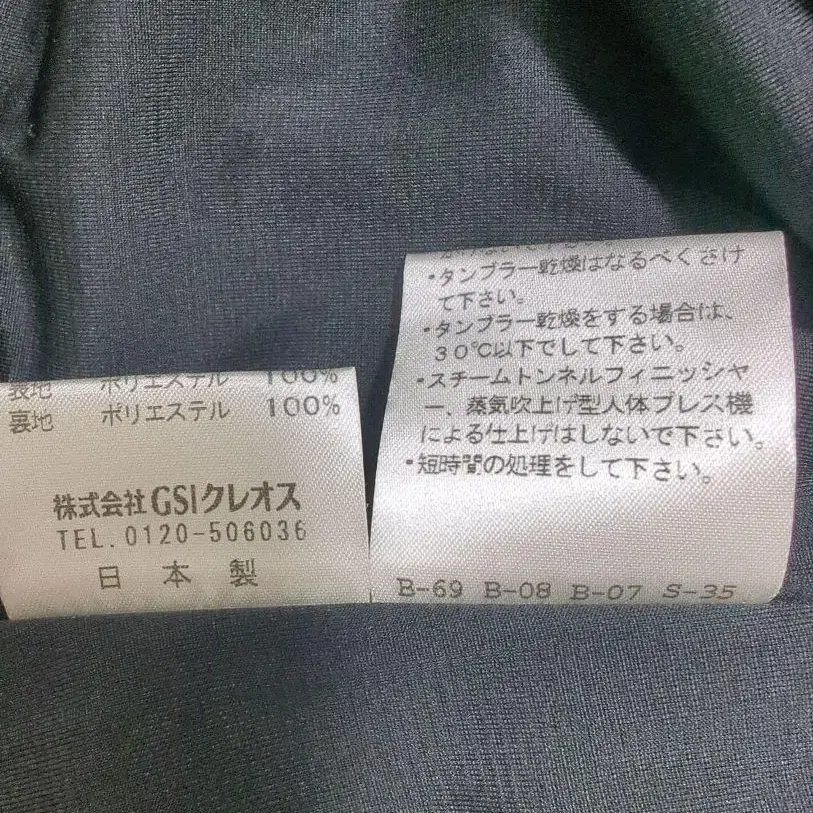 表地 ポリエステル 100%
裏地 ポリエステル 100%
株式会社GSIクレオス
TEL.0120-506036
日本製
・タンブラー乾燥はなるべくさけ
て下さい。
・タンブラー乾燥をする場合は、
30℃以下でして下さい。
・スチームトンネルフィニッシャ
ー、蒸気吹上げ型人体プレス機
による仕上げはしないで下さい。
・短時間の処理をして下さい。
B-69 B-08 B-07 S-35